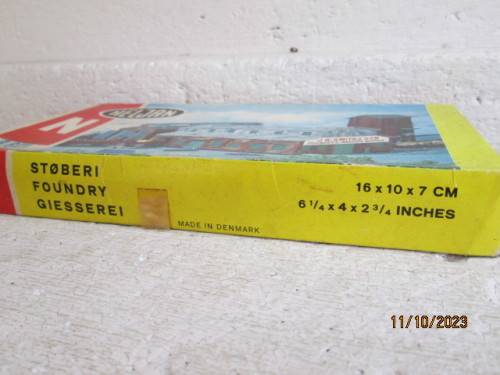 HELJAN
N
STØBERI
FOUNDRY
GIESSEREI
MADE IN DENMARK
16 x 10 x 7 CM
6 1/4 x 4 x 2 3/4 INCHES
11/10/2023